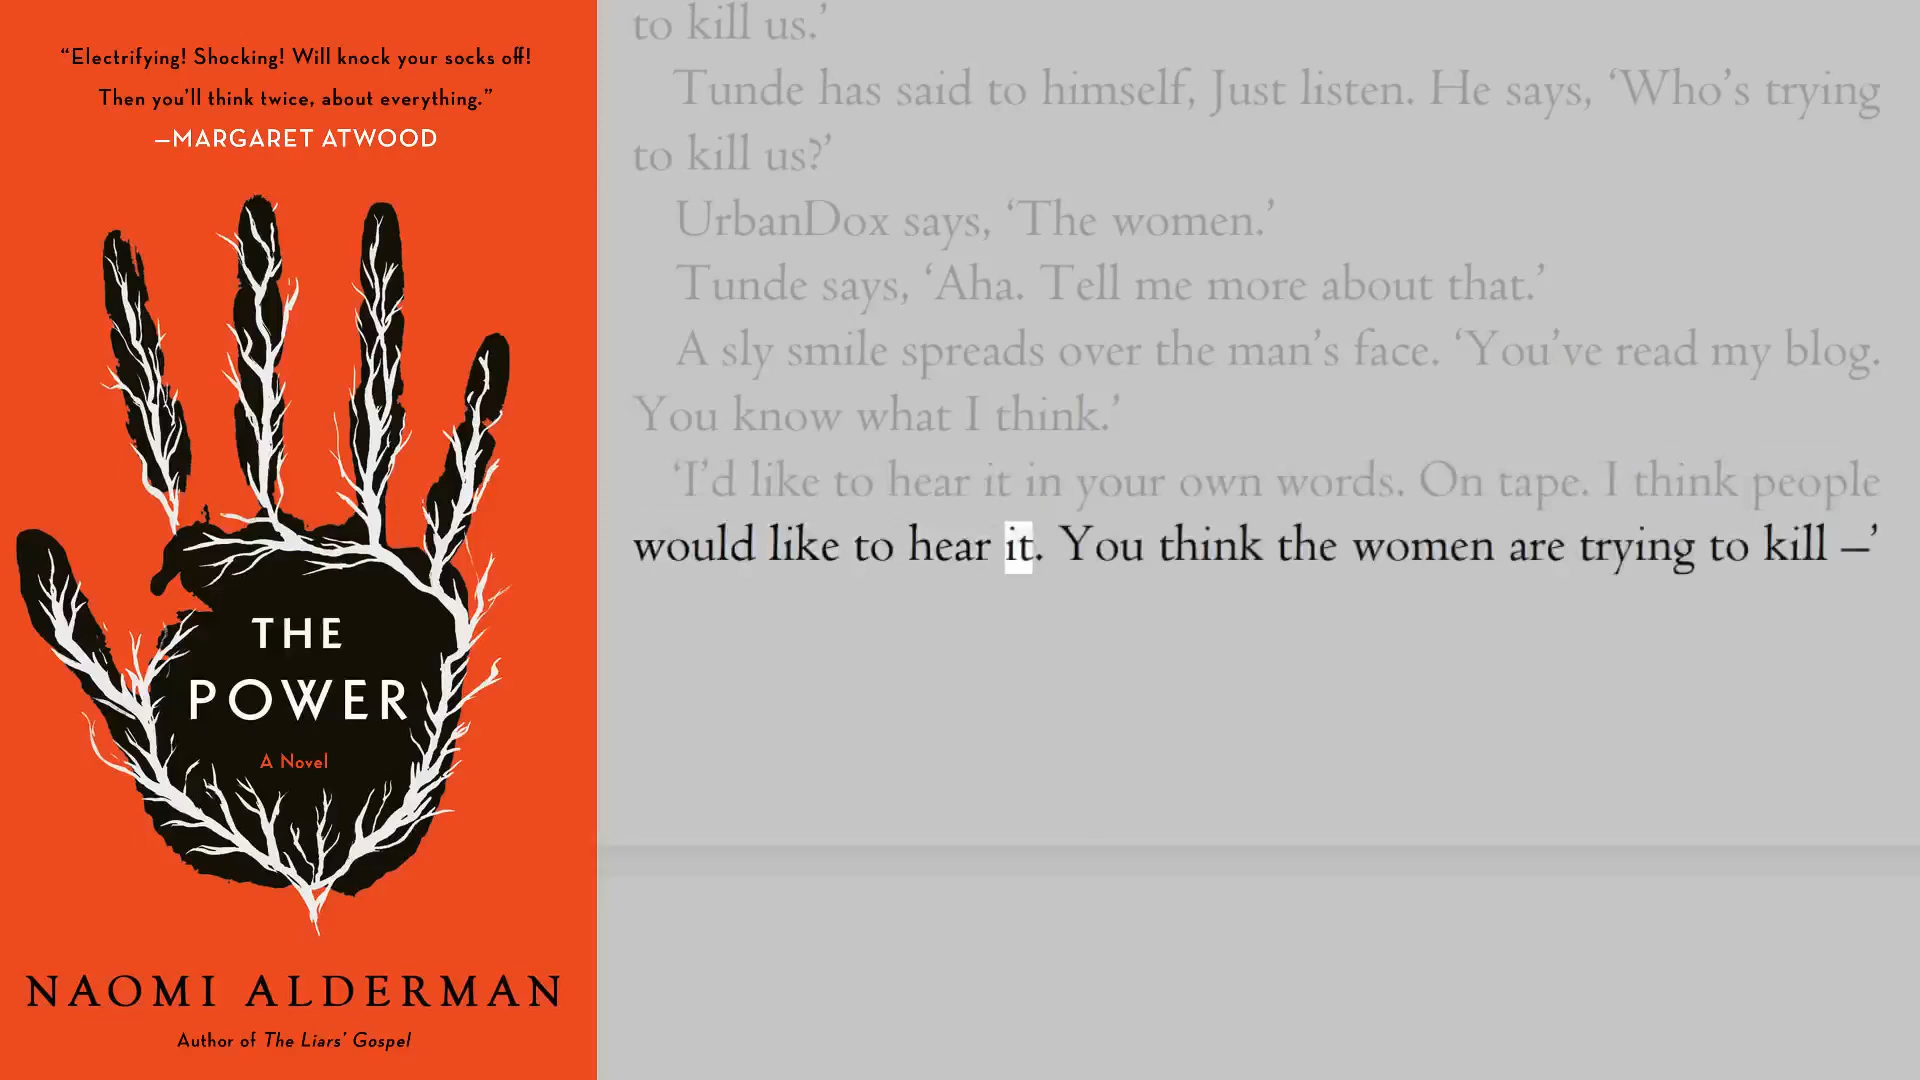 “Electrifying! Shocking! Will knock your socks off!
Then you’ll think twice, about everything.”
—MARGARET ATWOOD
THE
POWER
A Novel
NAOMI ALDERMAN
Author of The Liars’ Gospel
to kill us.’
Tunde has said to himself, Just listen. He says, ‘Who’s trying
to kill us?’
UrbanDox says, ‘The women.’
Tunde says, ‘Aha. Tell me more about that.’
A sly smile spreads over the man’s face. ‘You’ve read my blog.
You know what I think.’
‘I’d like to hear it in your own words. On tape. I think people
would like to hear it. You think the women are trying to kill –’